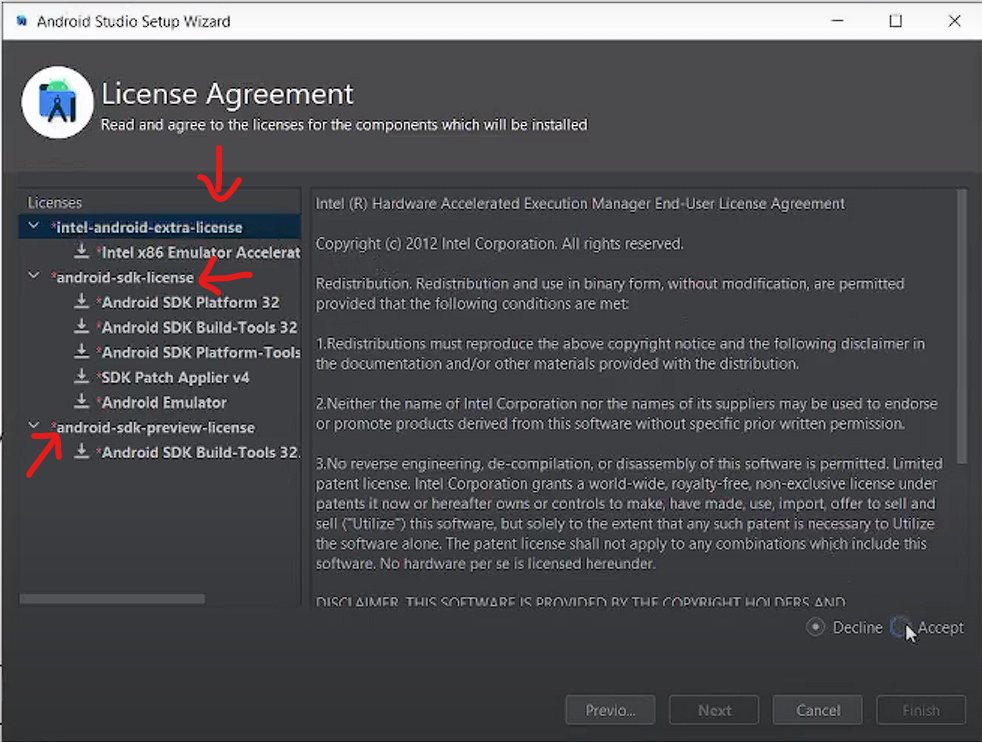 Android Studio Setup Wizard
License Agreement
Read and agree to the licenses for the components which will be installed
Licenses
*intel-android-extra-license
*Intel x86 Emulator Accelerat
*android-sdk-license
*Android SDK Platform 32
*Android SDK Build-Tools 32
*Android SDK Platform-Tools
*SDK Patch Applier v4
*Android Emulator
*android-sdk-preview-license
*Android SDK Build-Tools 32.
Intel (R) Hardware Accelerated Execution Manager End-User License Agreement
Copyright (c) 2012 Intel Corporation. All rights reserved.
Redistribution. Redistribution and use in binary form, without modification, are permitted
provided that the following conditions are met:
1.Redistributions must reproduce the above copyright notice and the following disclaimer in
the documentation and/or other materials provided with the distribution.
2.Neither the name of Intel Corporation nor the names of its suppliers may be used to endorse
or promote products derived from this software without specific prior written permission.
3.No reverse engineering, de-compilation, or disassembly of this software is permitted. Limited
patent license. Intel Corporation grants a world-wide, royalty-free, non-exclusive license under
patents it now or hereafter owns or controls to make, have made, use, import, offer to sell and
sell ("Utilize") this software, but solely to the extent that any such patent is necessary to Utilize
the software alone. The patent license shall not apply to any combinations which include this
software. No hardware per se is licensed hereunder.
DISCLAIMER. THIS SOFTWARE IS PROVIDED BY THE COPYRIGHT HOLDERS AND
Decline
Accept
Previo...
Next
Cancel
Finish